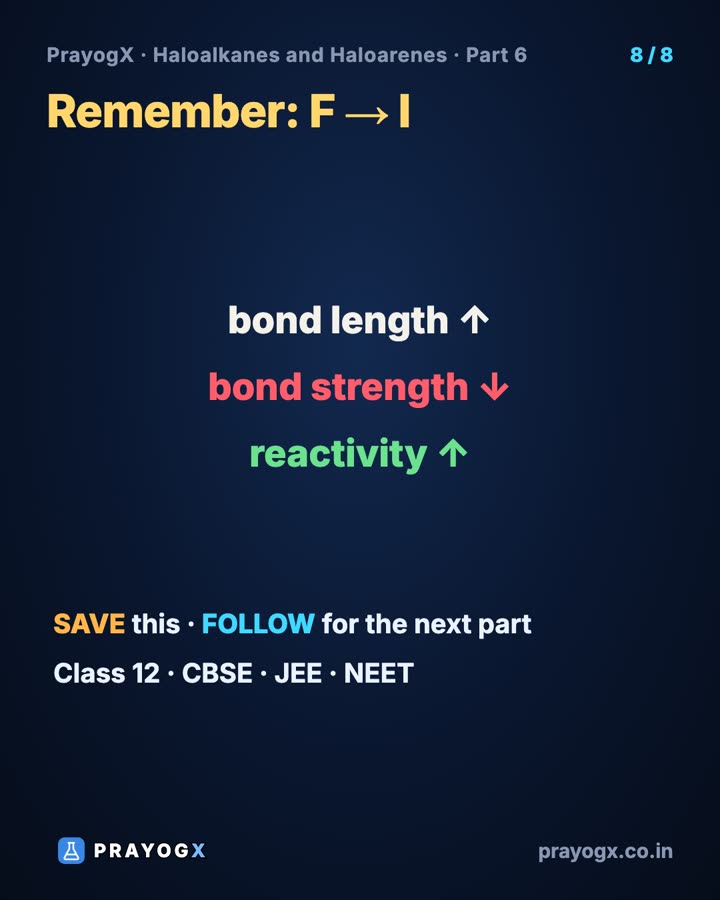 PrayogX · Haloalkanes and Haloarenes · Part 6
8 / 8
Remember: F → I
bond length ↑
bond strength ↓
reactivity ↑
SAVE this · FOLLOW for the next part
Class 12 · CBSE · JEE · NEET
PRAYOGX
prayogx.co.in